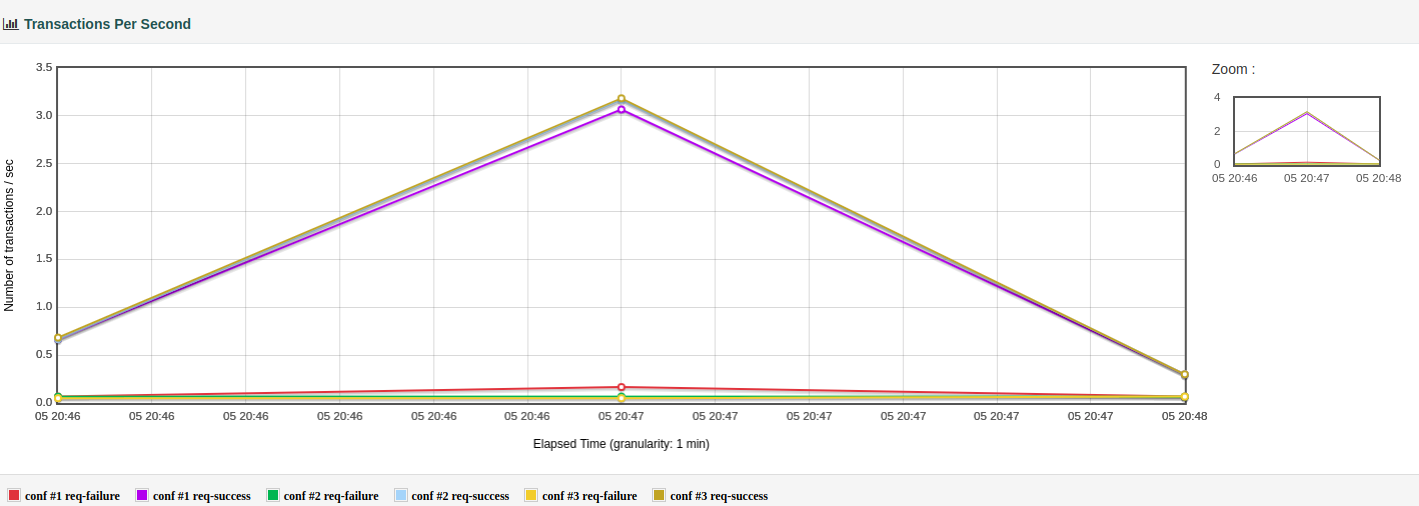 Transactions Per Second
Number of transactions / sec
3.5
3.0
2.5
2.0
1.5
1.0
0.5
0.0
05 20:46 05 20:46 05 20:46 05 20:46 05 20:46 05 20:46 05 20:47 05 20:47 05 20:47 05 20:47 05 20:47 05 20:47 05 20:48
Elapsed Time (granularity: 1 min)
Zoom :
4
2
0
05 20:46 05 20:47 05 20:48
conf #1 req-failure conf #1 req-success conf #2 req-failure conf #2 req-success conf #3 req-failure conf #3 req-success